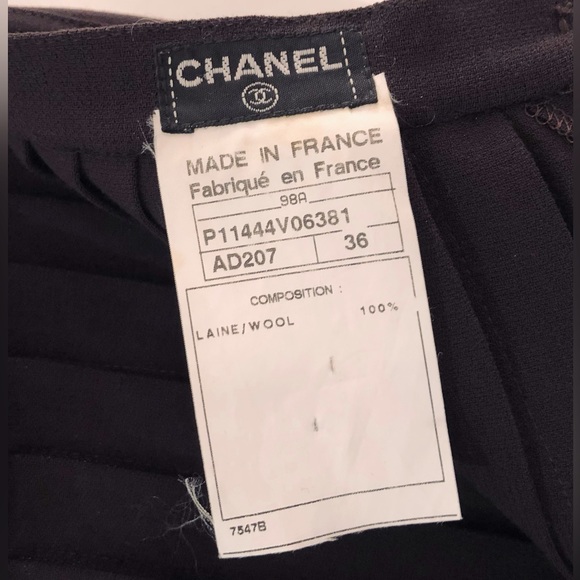 CHANEL
MADE IN FRANCE
Fabriqué en France
98A
P11444V06381
AD207 36
COMPOSITION :
LAINE/WOOL 100%
7547B